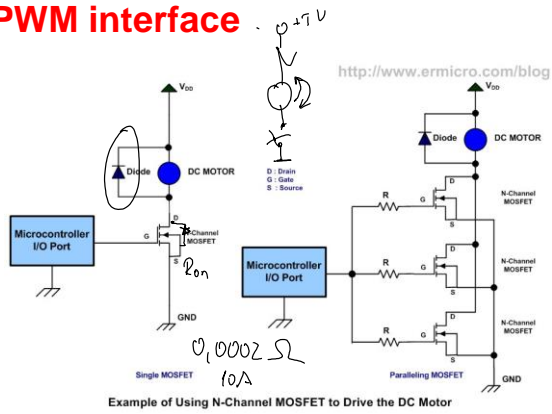 PWM interface
+7V
http://www.ermicro.com/blog
VDD
Diode
DC MOTOR
D : Drain
G : Gate
S : Source
D
G
N-Channel
MOSFET
S
Ron
Microcontroller
I/O Port
GND
0,0002 Ω
10A
Single MOSFET
VDD
Diode
DC MOTOR
R
D
G
S
N-Channel
MOSFET
Microcontroller
I/O Port
R
D
G
S
N-Channel
MOSFET
R
D
G
S
N-Channel
MOSFET
GND
Paralleling MOSFET
Example of Using N-Channel MOSFET to Drive the DC Motor